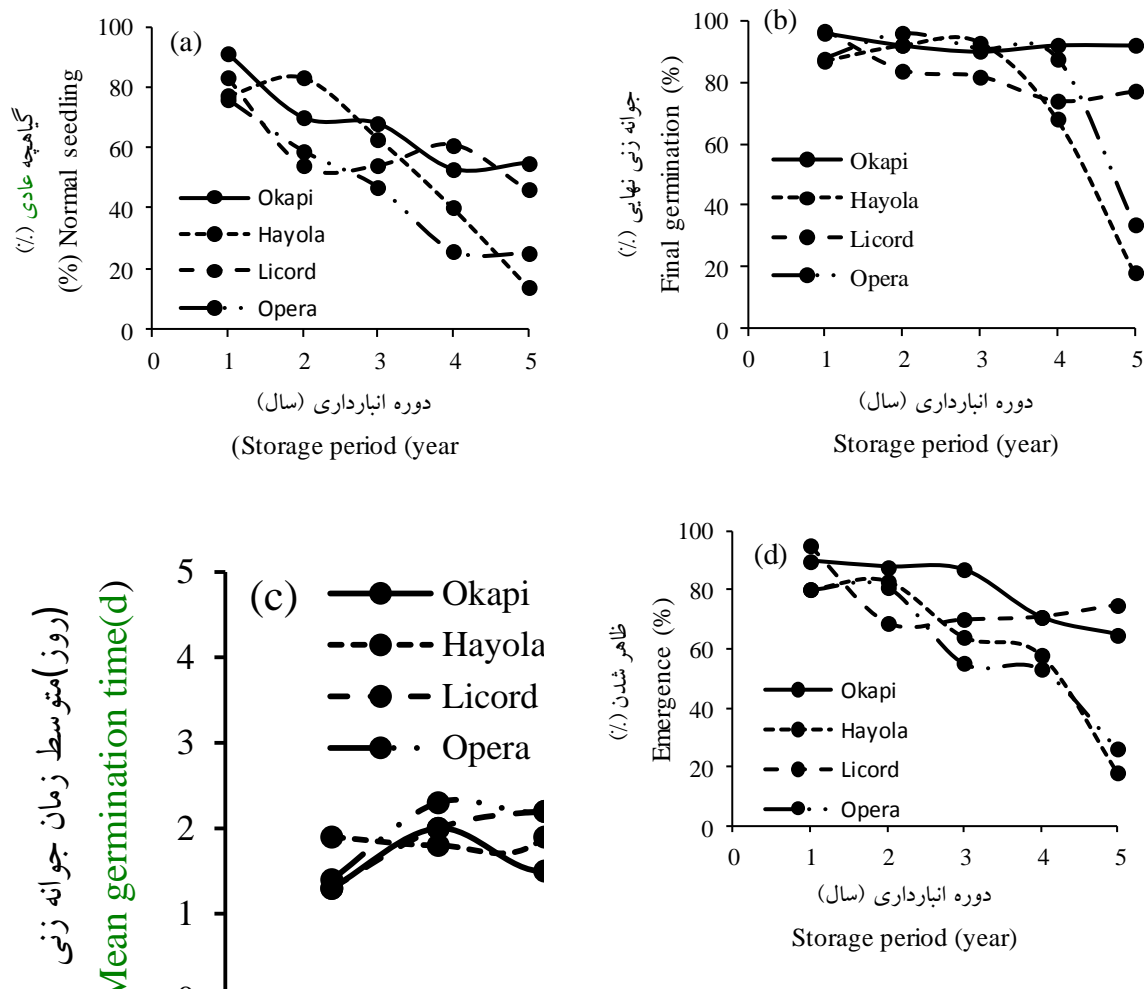 (a)
100
80
60
40
20
0
گیاهچه عادی (٪)
(%) Normal seedling
Okapi
Hayola
Licord
Opera
0 1 2 3 4 5
دوره انبارداری (سال)
(Storage period (year
(b)
100
80
60
40
20
0
جوانه زنی نهایی (٪)
Final germination (%)
Okapi
Hayola
Licord
Opera
0 1 2 3 4 5
دوره انبارداری (سال)
Storage period (year)
(c)
5
4
3
2
1
متوسط زمان جوانه زنی (روز)
Mean germination time(d)
Okapi
Hayola
Licord
Opera
(d)
100
80
60
40
20
0
ظاهر شدن (٪)
Emergence (%)
Okapi
Hayola
Licord
Opera
0 1 2 3 4 5
دوره انبارداری (سال)
Storage period (year)